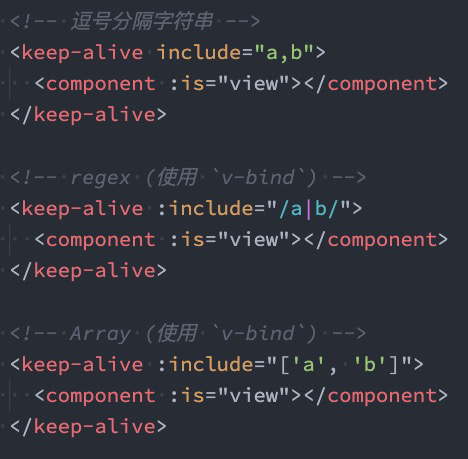 <!-- 逗号分隔字符串 -->
<keep-alive include="a,b">
<component :is="view"></component>
</keep-alive>
<!-- regex (使用 `v-bind`) -->
<keep-alive :include="/a|b/">
<component :is="view"></component>
</keep-alive>
<!-- Array (使用 `v-bind`) -->
<keep-alive :include="['a', 'b']">
<component :is="view"></component>
</keep-alive>